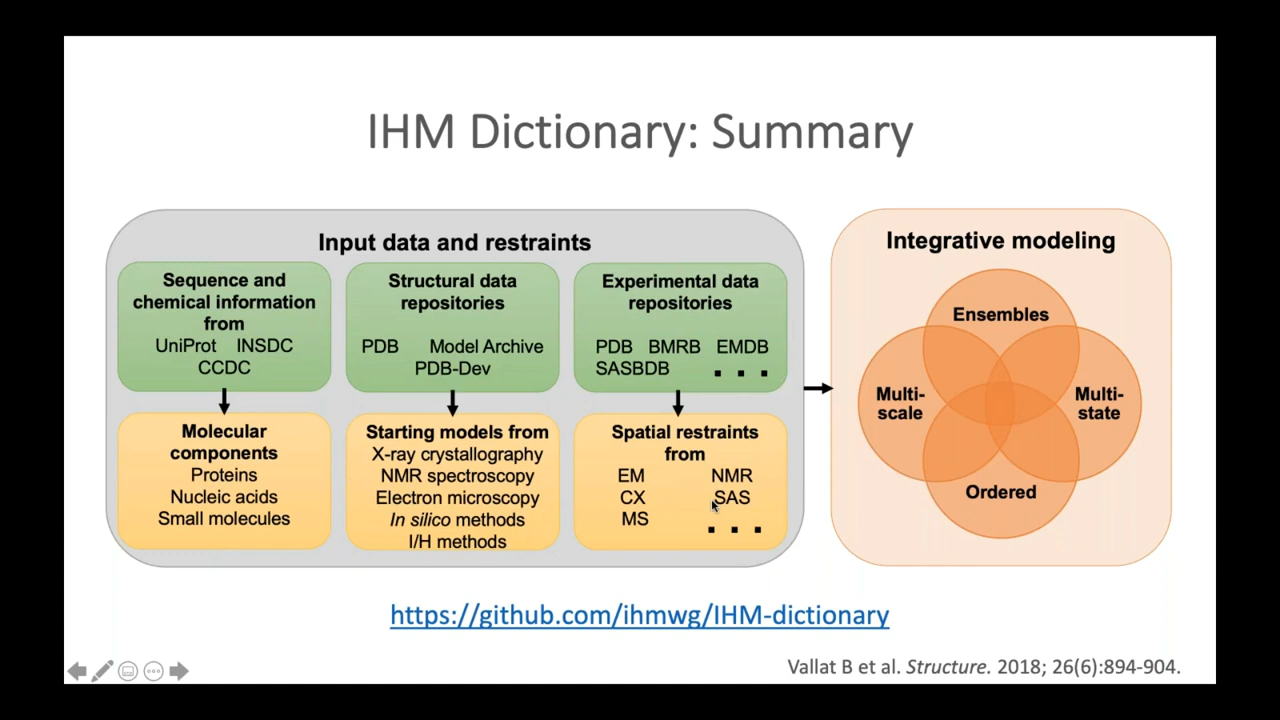 IHM Dictionary: Summary
Input data and restraints
Sequence and
chemical information
from
UniProt INSDC
CCDC
Structural data
repositories
PDB Model Archive
PDB-Dev
Experimental data
repositories
PDB BMRB EMDB
SASBDB . . .
Molecular
components
Proteins
Nucleic acids
Small molecules
Starting models from
X-ray crystallography
NMR spectroscopy
Electron microscopy
In silico methods
I/H methods
Spatial restraints
from
EM NMR
CX SAS
MS . . .
Integrative modeling
Ensembles
Multi-
scale
Multi-
state
Ordered
https://github.com/ihmwg/IHM-dictionary
Vallat B et al. Structure. 2018; 26(6):894-904.